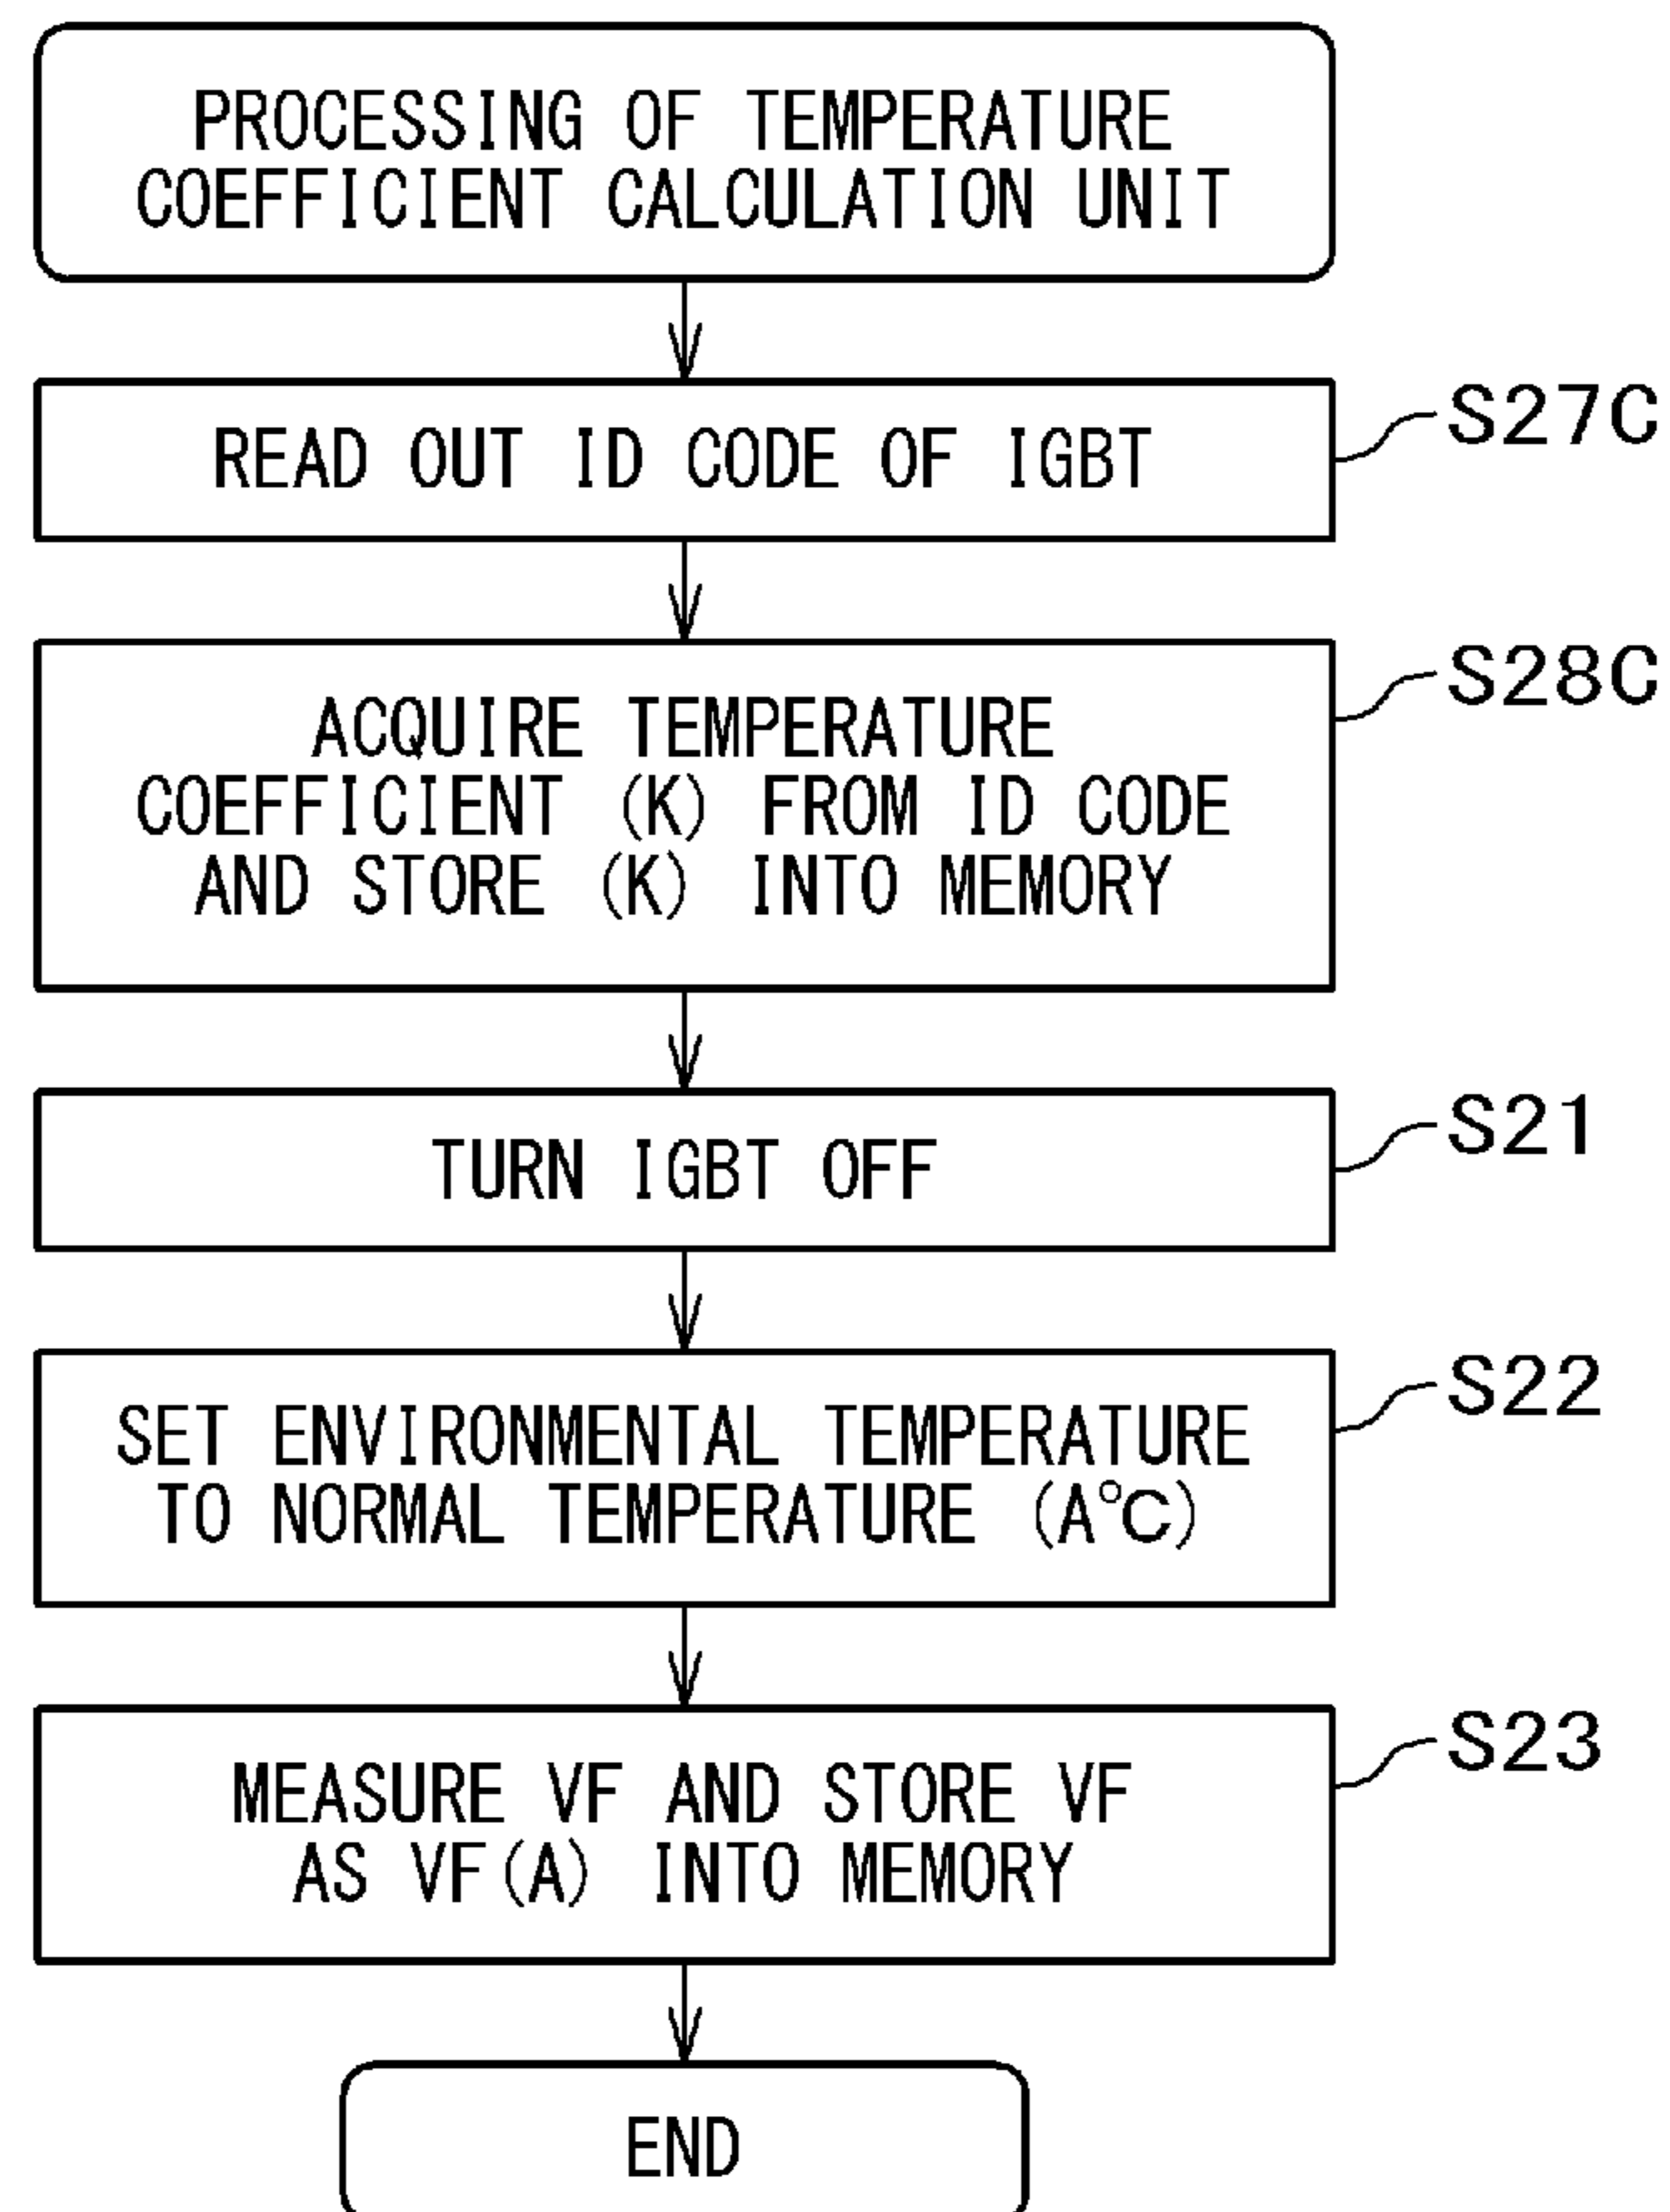 PROCESSING OF TEMPERATURE
COEFFICIENT CALCULATION UNIT
READ OUT ID CODE OF IGBT
S27C
ACQUIRE TEMPERATURE
COEFFICIENT (K) FROM ID CODE
AND STORE (K) INTO MEMORY
S28C
TURN IGBT OFF
S21
SET ENVIRONMENTAL TEMPERATURE
TO NORMAL TEMPERATURE (A℃)
S22
MEASURE VF AND STORE VF
AS VF(A) INTO MEMORY
S23
END